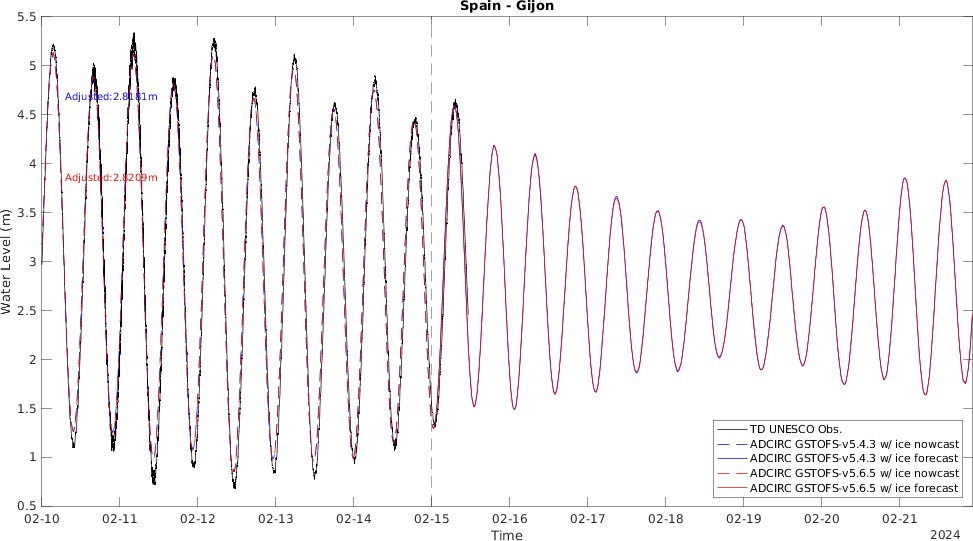 Spain - Gijon
5.5
5
4.5
4
3.5
3
2.5
2
1.5
1
0.5
Water Level (m)
Adjusted:2.8181m
Adjusted:2.8209m
TD UNESCO Obs.
ADCIRC GSTOFS-v5.4.3 w/ ice nowcast
ADCIRC GSTOFS-v5.4.3 w/ ice forecast
ADCIRC GSTOFS-v5.6.5 w/ ice nowcast
ADCIRC GSTOFS-v5.6.5 w/ ice forecast
02-10 02-11 02-12 02-13 02-14 02-15 02-16 02-17 02-18 02-19 02-20 02-21
Time
2024